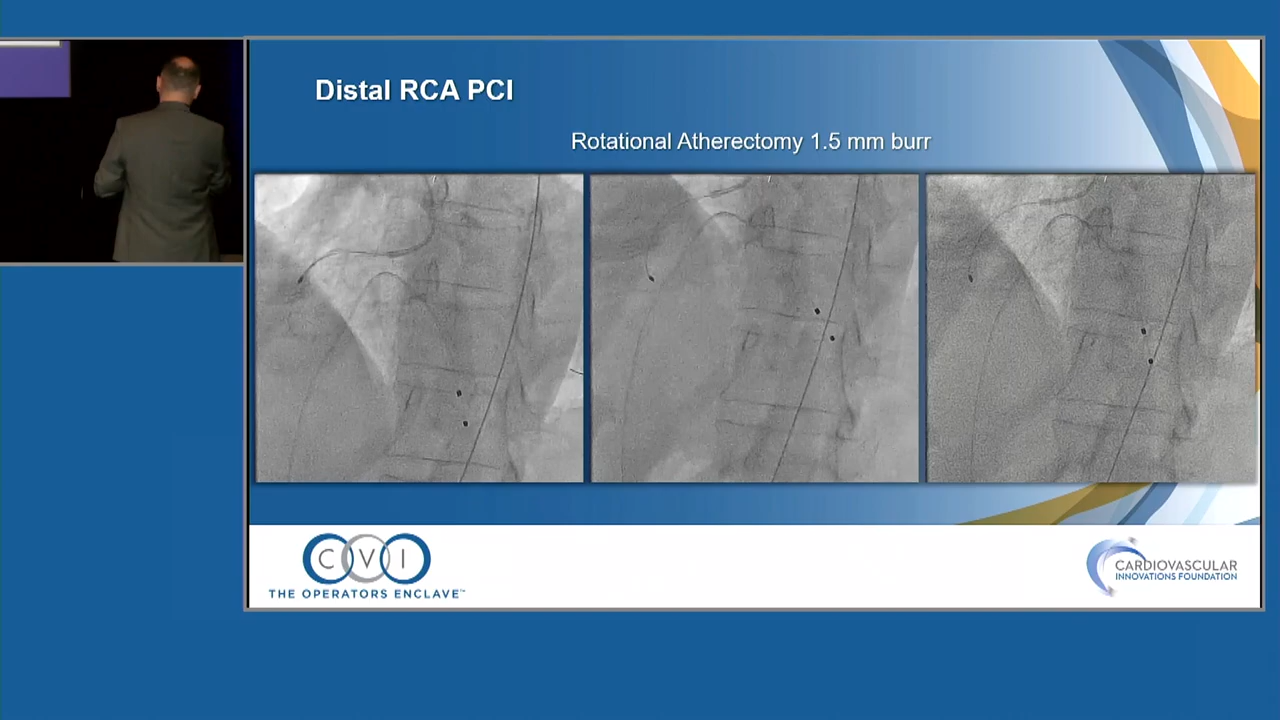 Distal RCA PCI
Rotational Atherectomy 1.5 mm burr
CVI
THE OPERATORS ENCLAVE™
CARDIOVASCULAR
INNOVATIONS FOUNDATION